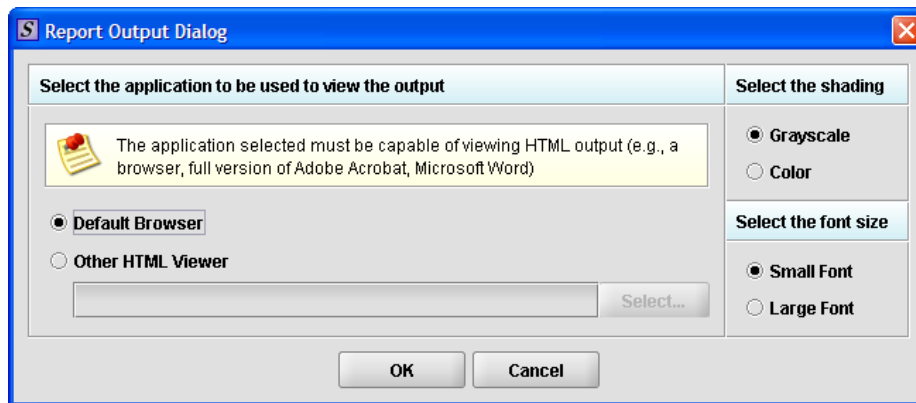 S Report Output Dialog
Select the application to be used to view the output
The application selected must be capable of viewing HTML output (e.g., a
browser, full version of Adobe Acrobat, Microsoft Word)
Default Browser
Other HTML Viewer
Select...
Select the shading
Grayscale
Color
Select the font size
Small Font
Large Font
OK
Cancel